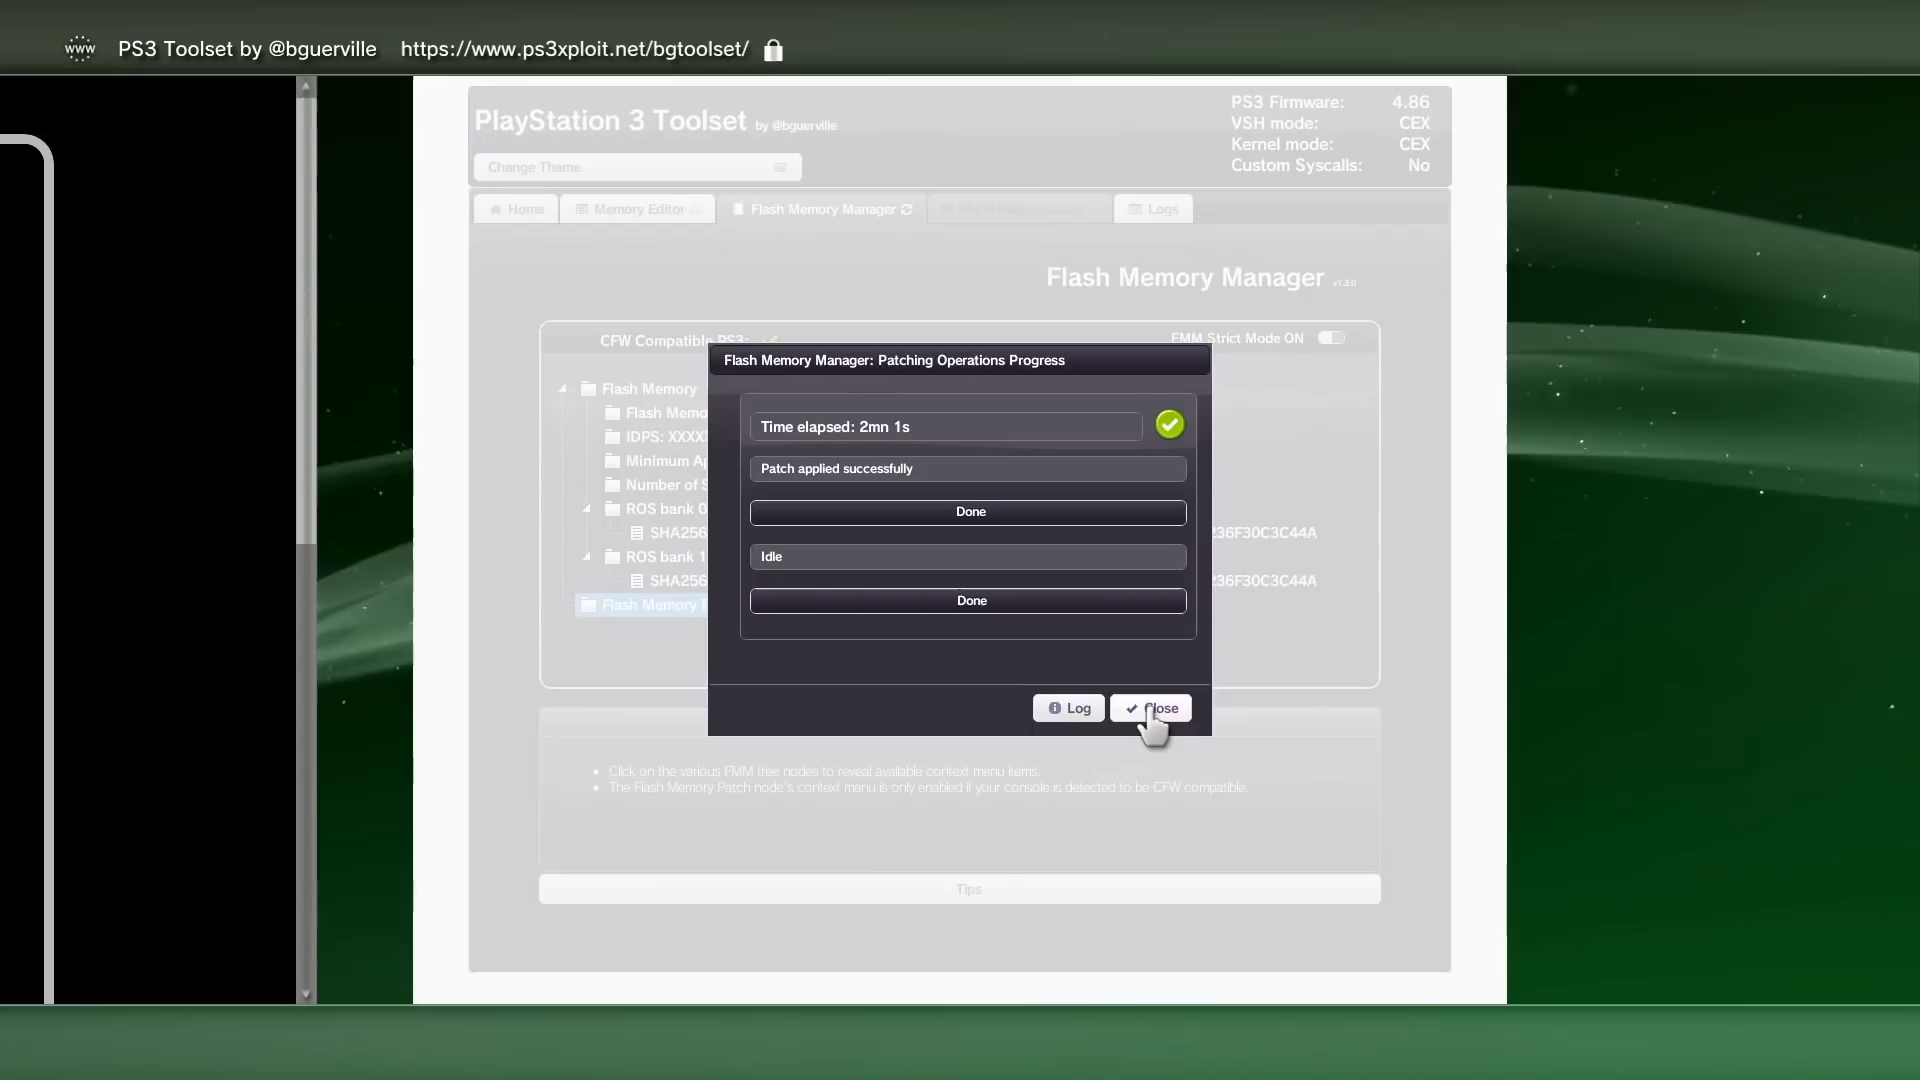 www PS3 Toolset by @bguerville https://www.ps3xploit.net/bgtoolset/
PlayStation 3 Toolset by @bguerville
PS3 Firmware: 4.86
VSH mode: CEX
Kernel mode: CEX
Custom Syscalls: No
Change Theme
Home Memory Editor Flash Memory Manager Logs
Flash Memory Manager v1.3.0
CFW Compatible PS3:
FMM Strict Mode ON
Flash Memory Manager: Patching Operations Progress
Time elapsed: 2mn 1s
Patch applied successfully
Done
Idle
Done
Log Close
Flash Memory
Flash Memo
IDPS: XXXX
Minimum Ap
Number of S
ROS bank 0
SHA256 236F30C3C44A
ROS bank 1
SHA256 236F30C3C44A
Flash Memory
Click on the various FMM tree nodes to reveal available context menu items.
The Flash Memory Patch node's context menu is only enabled if your console is detected to be CFW compatible.
Tips